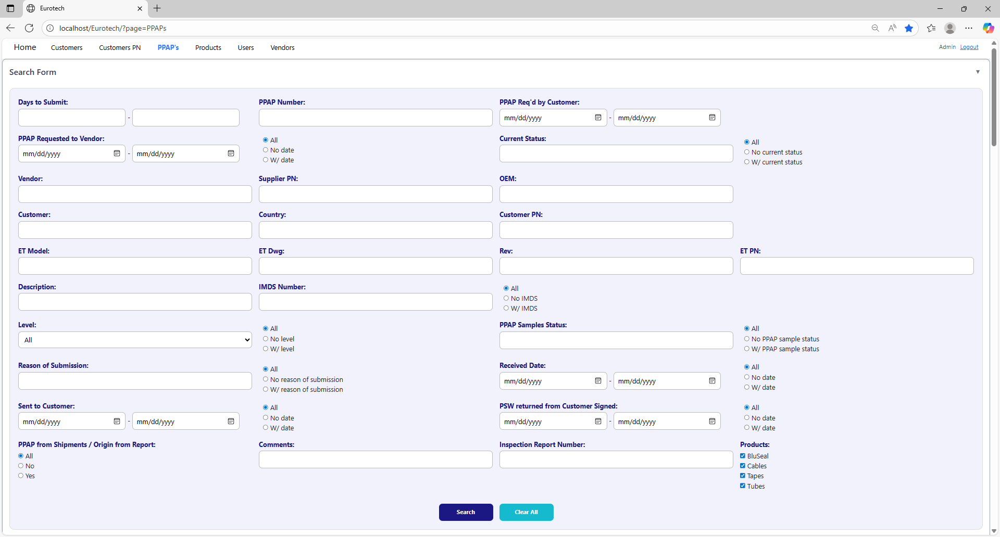 Eurotech
localhost/Eurotech/?page=PPAPs
Home Customers Customers PN PPAP's Products Users Vendors Admin Logout
Search Form
Days to Submit: PPAP Number: PPAP Req'd by Customer:
- mm/dd/yyyy - mm/dd/yyyy
PPAP Requested to Vendor: All Current Status: All
mm/dd/yyyy - mm/dd/yyyy No date No current status
W/ date W/ current status
Vendor: Supplier PN: OEM:
Customer: Country: Customer PN:
ET Model: ET Dwg: Rev: ET PN:
Description: IMDS Number: All
No IMDS
W/ IMDS
Level: All PPAP Samples Status: All
All No level No PPAP sample status
W/ level W/ PPAP sample status
Reason of Submission: All Received Date: All
No reason of submission mm/dd/yyyy - mm/dd/yyyy No date
W/ reason of submission W/ date
Sent to Customer: All PSW returned from Customer Signed: All
mm/dd/yyyy - mm/dd/yyyy No date mm/dd/yyyy - mm/dd/yyyy No date
W/ date W/ date
PPAP from Shipments / Origin from Report: Comments: Inspection Report Number: Products:
All BluSeal
No Cables
Yes Tapes
Tubes
Search Clear All